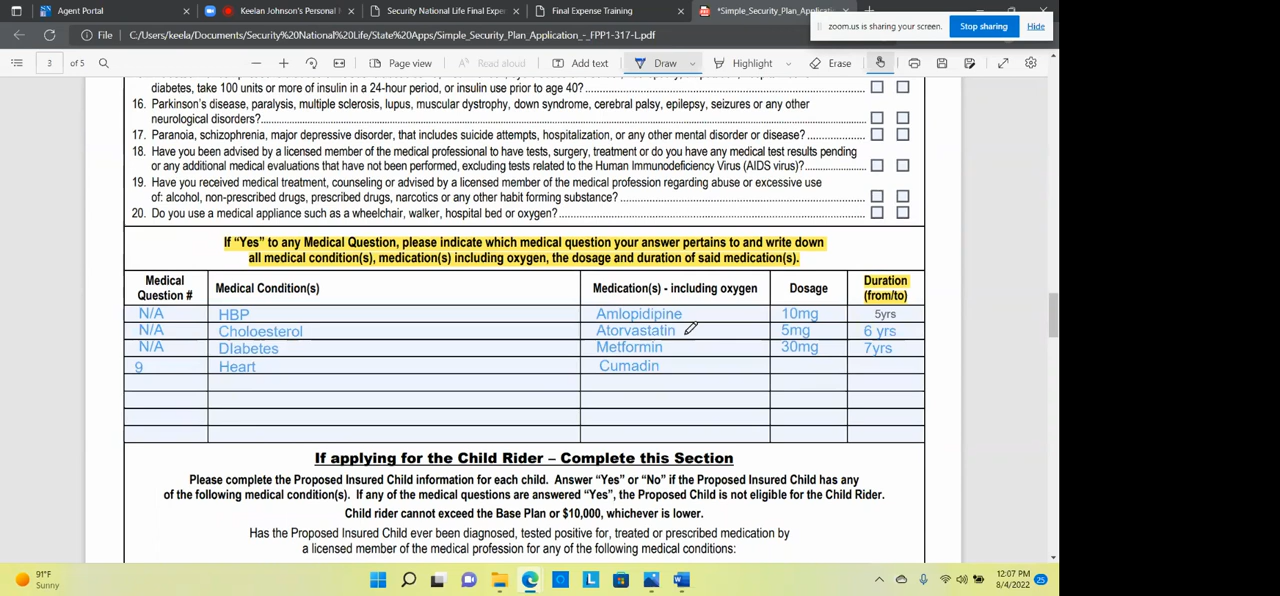 Agent Portal
Keelan Johnson's Personal
Security National Life Final Expe
Final Expense Training
*Simple_Security_Plan_Applicatio
zoom.us is sharing your screen.
Stop sharing
Hide
File
C:/Users/keela/Documents/Security%20National%20Life/State%20Apps/Simple_Security_Plan_Application_-_FPP1-317-L.pdf
3 of 5
Page view
Read aloud
Add text
Draw
Highlight
Erase
diabetes, take 100 units or more of insulin in a 24-hour period, or insulin use prior to age 40?
16. Parkinson's disease, paralysis, multiple sclerosis, lupus, muscular dystrophy, down syndrome, cerebral palsy, epilepsy, seizures or any other
neurological disorders?
17. Paranoia, schizophrenia, major depressive disorder, that includes suicide attempts, hospitalization, or any other mental disorder or disease?
18. Have you been advised by a licensed member of the medical professional to have tests, surgery, treatment or do you have any medical test results pending
or any additional medical evaluations that have not been performed, excluding tests related to the Human Immunodeficiency Virus (AIDS virus)?
19. Have you received medical treatment, counseling or advised by a licensed member of the medical profession regarding abuse or excessive use
of: alcohol, non-prescribed drugs, prescribed drugs, narcotics or any other habit forming substance?
20. Do you use a medical appliance such as a wheelchair, walker, hospital bed or oxygen?
If "Yes" to any Medical Question, please indicate which medical question your answer pertains to and write down
all medical condition(s), medication(s) including oxygen, the dosage and duration of said medication(s).
Medical Question # Medical Condition(s) Medication(s) - including oxygen Dosage Duration (from/to)
N/A HBP Amlopidipine 10mg 5yrs
N/A Choloesterol Atorvastatin 5mg 6 yrs
N/A DIabetes Metformin 30mg 7yrs
9 Heart Cumadin
If applying for the Child Rider – Complete this Section
Please complete the Proposed Insured Child information for each child. Answer "Yes" or "No" if the Proposed Insured Child has any
of the following medical condition(s). If any of the medical questions are answered "Yes", the Proposed Child is not eligible for the Child Rider.
Child rider cannot exceed the Base Plan or $10,000, whichever is lower.
Has the Proposed Insured Child ever been diagnosed, tested positive for, treated or prescribed medication by
a licensed member of the medical profession for any of the following medical conditions:
91°F
Sunny
12:07 PM
8/4/2022
25